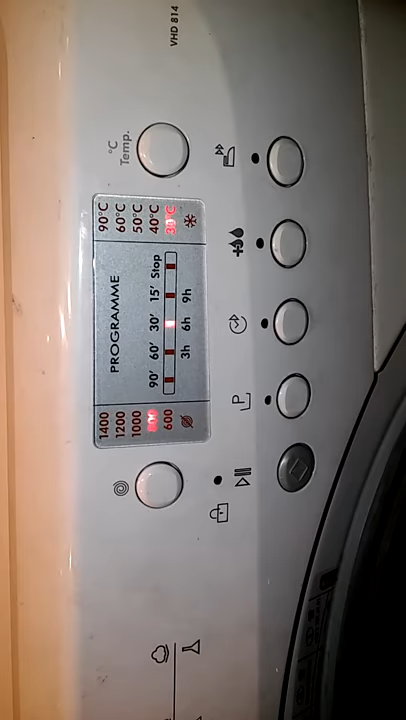 1400
1200
1000
800
600
PROGRAMME
90' 60' 30' 15' Stop
3h 6h 9h
90°C
60°C
50°C
40°C
30°C
°C
Temp.
VHD 814
P